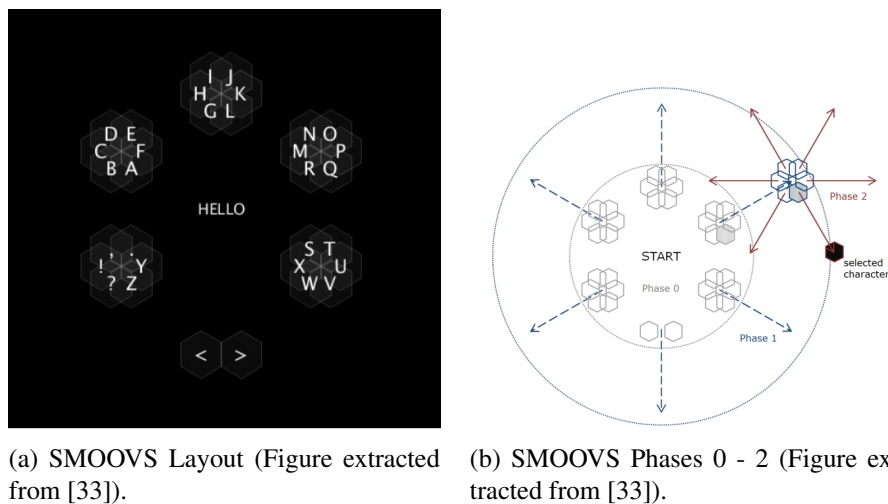 I J
H K
G L
D E
C F
B A
N O
M P
R Q
HELLO
, .
! Y
? Z
S T
X U
W V
< >
START
Phase 0
Phase 1
Phase 2
selected
character
(a) SMOOVS Layout (Figure extracted
from [33]).
(b) SMOOVS Phases 0 - 2 (Figure ex
tracted from [33]).